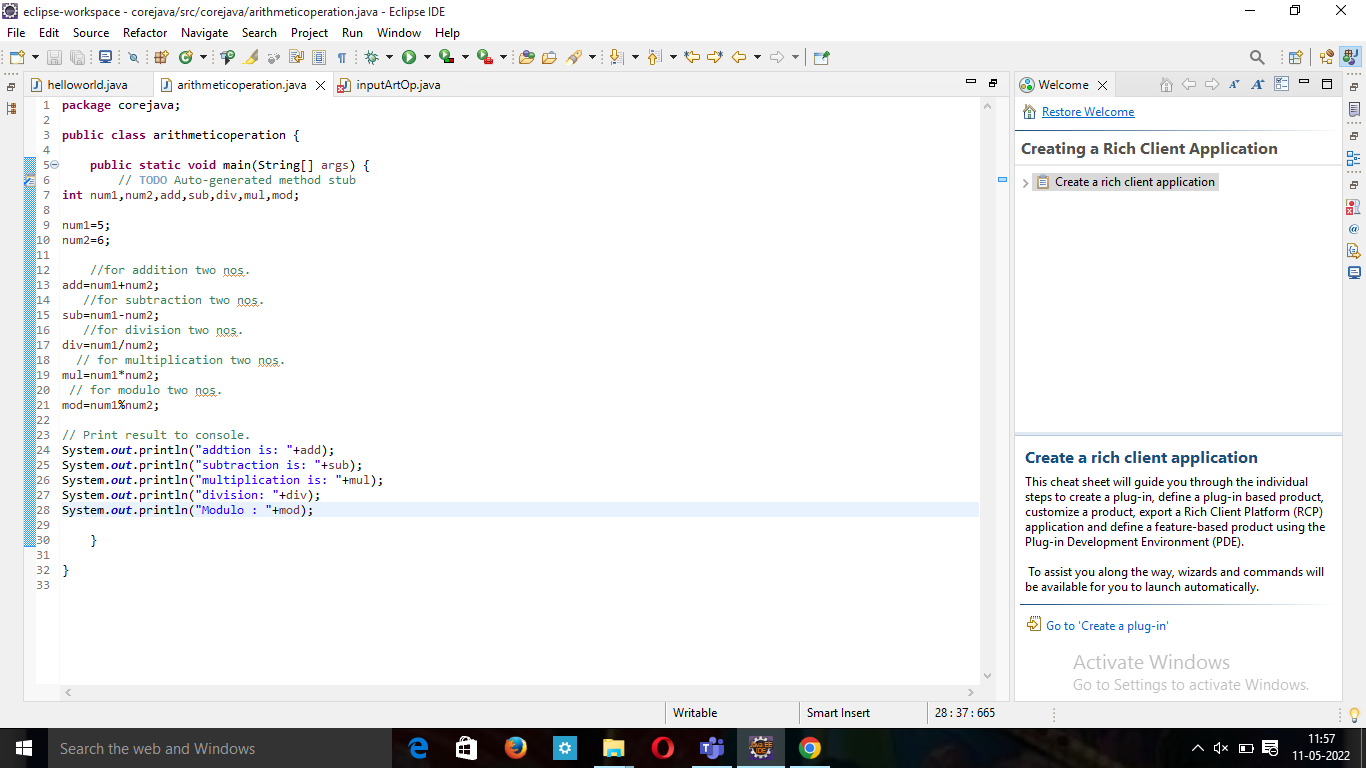 eclipse-workspace - corejava/src/corejava/arithmeticoperation.java - Eclipse IDE
File Edit Source Refactor Navigate Search Project Run Window Help
helloworld.java arithmeticoperation.java inputArtOp.java
Welcome
Restore Welcome
Creating a Rich Client Application
Create a rich client application
1 package corejava;
2
3 public class arithmeticoperation {
4
5 public static void main(String[] args) {
6 // TODO Auto-generated method stub
7 int num1,num2,add,sub,div,mul,mod;
8
9 num1=5;
10 num2=6;
11
12 //for addition two nos.
13 add=num1+num2;
14 //for subtraction two nos.
15 sub=num1-num2;
16 //for division two nos.
17 div=num1/num2;
18 // for multiplication two nos.
19 mul=num1*num2;
20 // for modulo two nos.
21 mod=num1%num2;
22
23 // Print result to console.
24 System.out.println("addtion is: "+add);
25 System.out.println("subtraction is: "+sub);
26 System.out.println("multiplication is: "+mul);
27 System.out.println("division: "+div);
28 System.out.println("Modulo : "+mod);
29
30 }
31
32 }
33
Create a rich client application
This cheat sheet will guide you through the individual
steps to create a plug-in, define a plug-in based product,
customize a product, export a Rich Client Platform (RCP)
application and define a feature-based product using the
Plug-in Development Environment (PDE).
To assist you along the way, wizards and commands will
be available for you to launch automatically.
Go to 'Create a plug-in'
Activate Windows
Go to Settings to activate Windows.
Writable Smart Insert 28 : 37 : 665
Search the web and Windows
11:57
11-05-2022